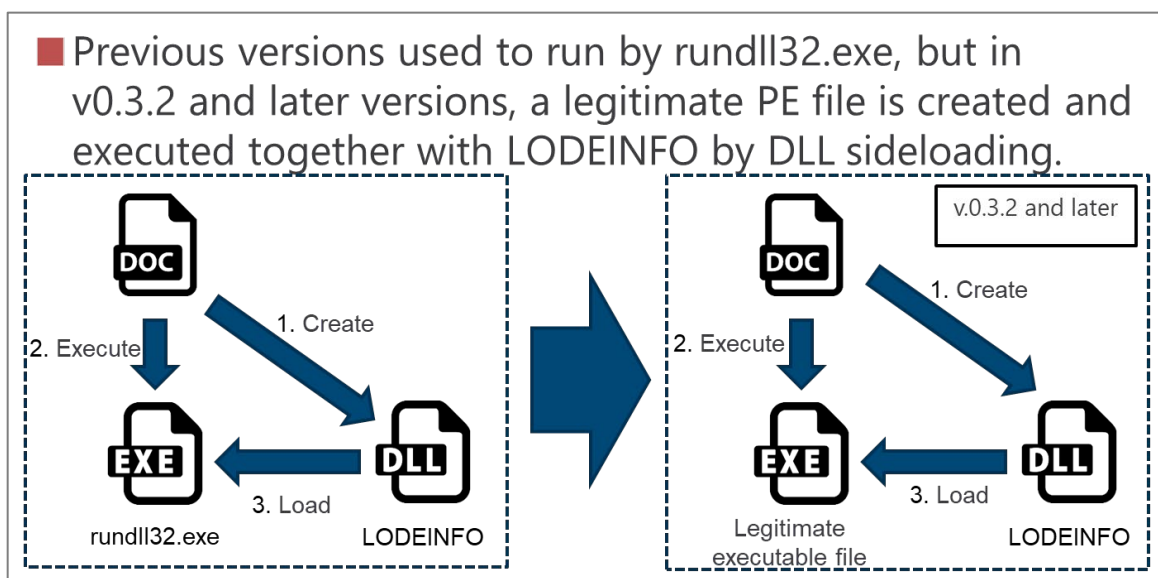 Previous versions used to run by rundll32.exe, but in
v0.3.2 and later versions, a legitimate PE file is created and
executed together with LODEINFO by DLL sideloading.
DOC
1. Create
2. Execute
EXE
DLL
3. Load
rundll32.exe
LODEINFO
v.0.3.2 and later
DOC
1. Create
2. Execute
EXE
DLL
3. Load
Legitimate
executable file
LODEINFO